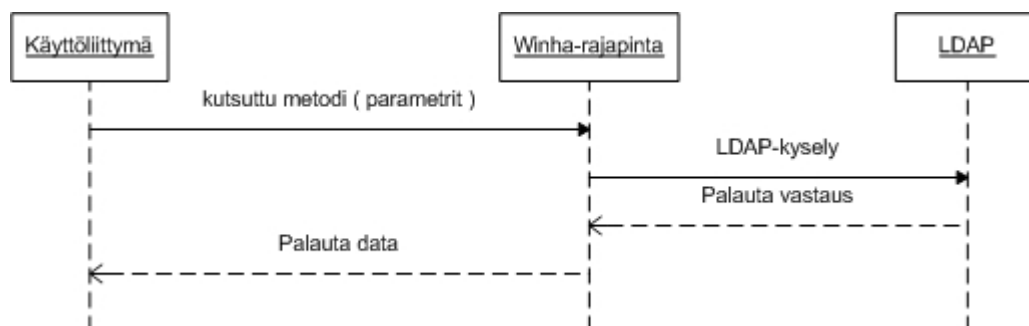 Käyttöliittymä
Winha-rajapinta
LDAP
kutsuttu metodi ( parametrit )
LDAP-kysely
Palauta vastaus
Palauta data